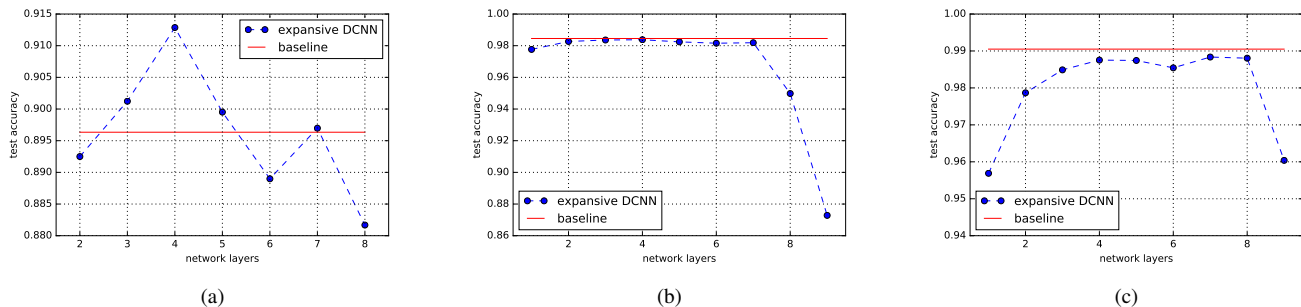 0.915
0.910
0.905
0.900
0.895
0.890
0.885
0.880
test accuracy
expansive DCNN
baseline
2 3 4 5 6 7 8
network layers
(a)
1.00
0.98
0.96
0.94
0.92
0.90
0.88
0.86
test accuracy
expansive DCNN
baseline
2 4 6 8
network layers
(b)
1.00
0.99
0.98
0.97
0.96
0.95
0.94
test accuracy
expansive DCNN
baseline
2 4 6 8
network layers
(c)